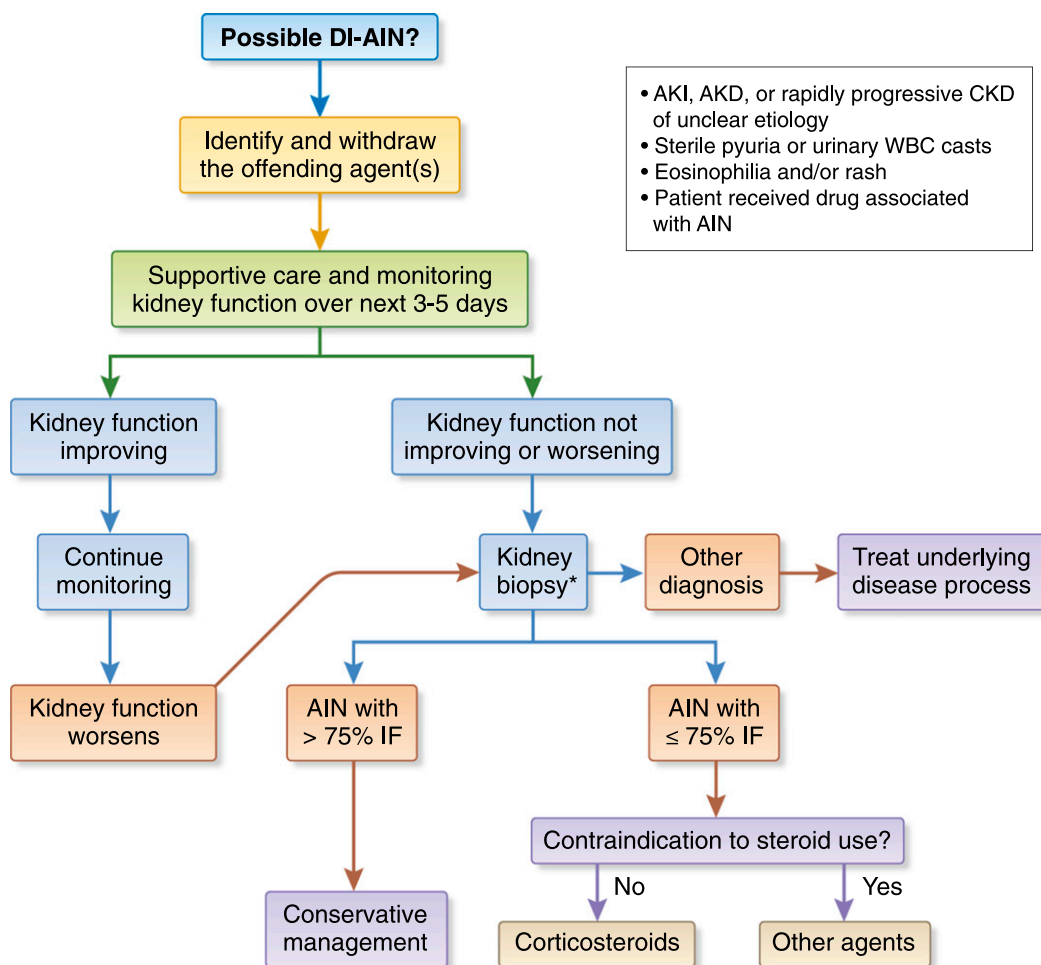 Possible DI-AIN?
• AKI, AKD, or rapidly progressive CKD
of unclear etiology
• Sterile pyuria or urinary WBC casts
• Eosinophilia and/or rash
• Patient received drug associated
with AIN
Identify and withdraw
the offending agent(s)
Supportive care and monitoring
kidney function over next 3-5 days
Kidney function
improving
Kidney function not
improving or worsening
Continue
monitoring
Kidney
biopsy*
Other
diagnosis
Treat underlying
disease process
Kidney function
worsens
AIN with
> 75% IF
AIN with
≤ 75% IF
Contraindication to steroid use?
No
Yes
Conservative
management
Corticosteroids
Other agents